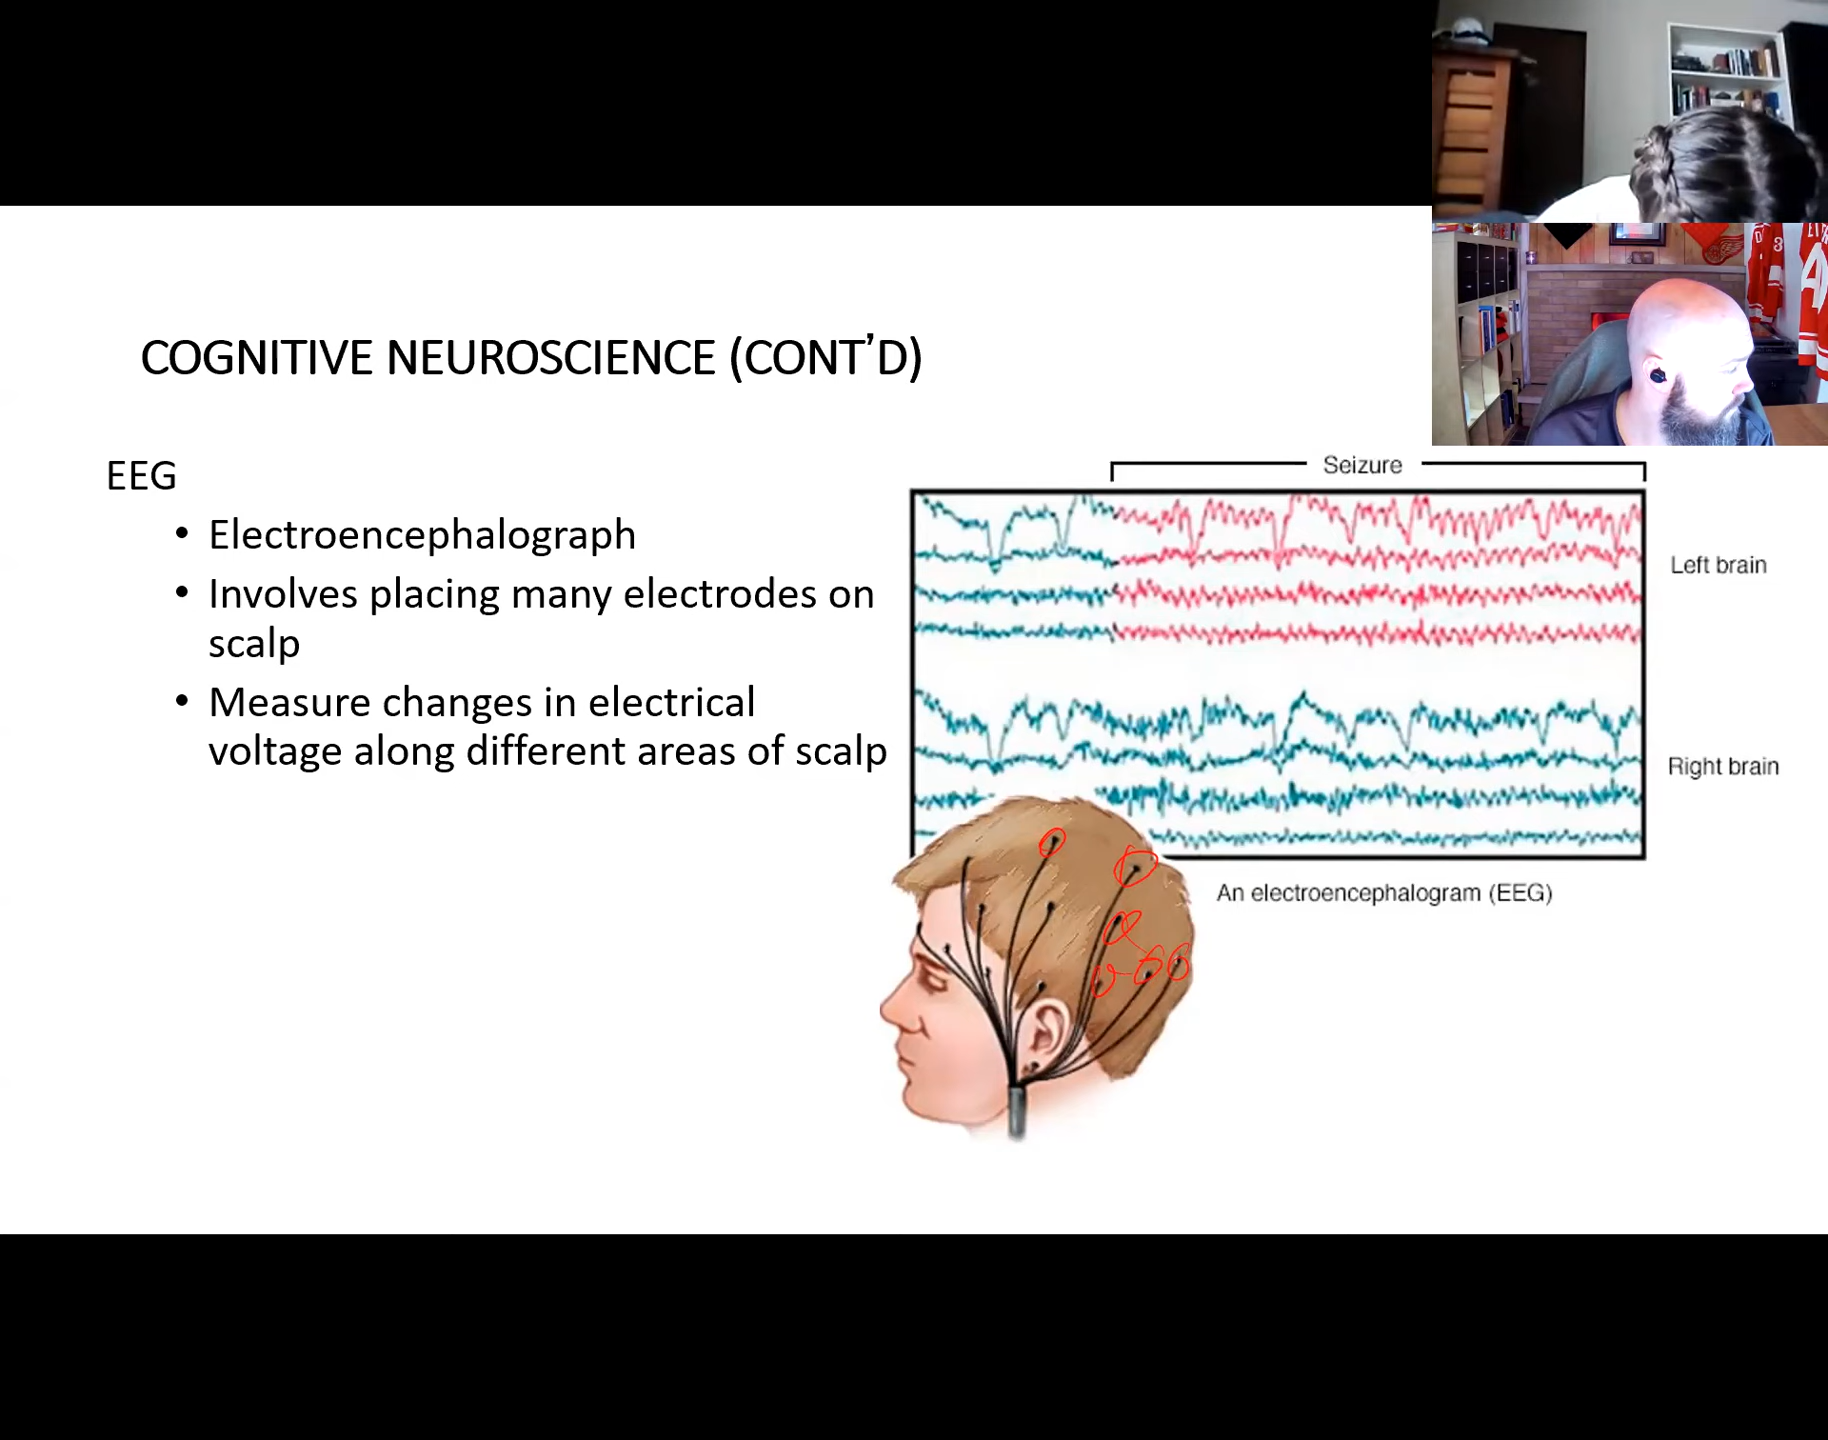 COGNITIVE NEUROSCIENCE (CONT'D)
EEG
• Electroencephalograph
• Involves placing many electrodes on
scalp
• Measure changes in electrical
voltage along different areas of scalp
Seizure
Left brain
Right brain
An electroencephalogram (EEG)